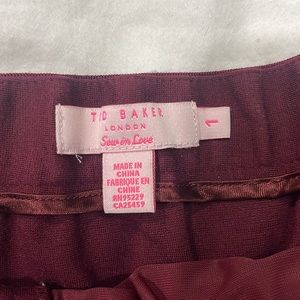 TED BAKER
LONDON
Sew in Love
1
MADE IN
CHINA
FABRIQUE EN
CHINE
RN95229
CA25459